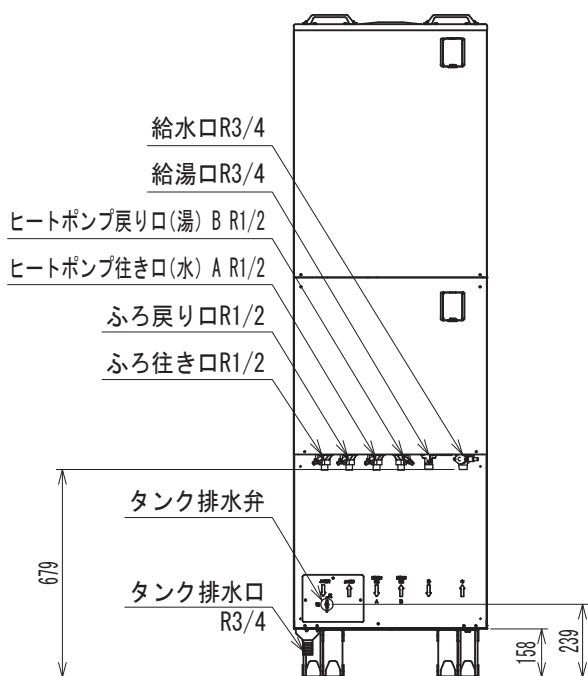 給水口R3/4
給湯口R3/4
ヒートポンプ戻り口(湯) B R1/2
ヒートポンプ往き口(水) A R1/2
ふろ戻り口R1/2
ふろ往き口R1/2
タンク排水弁
タンク排水口
R3/4
679
158
239
A B